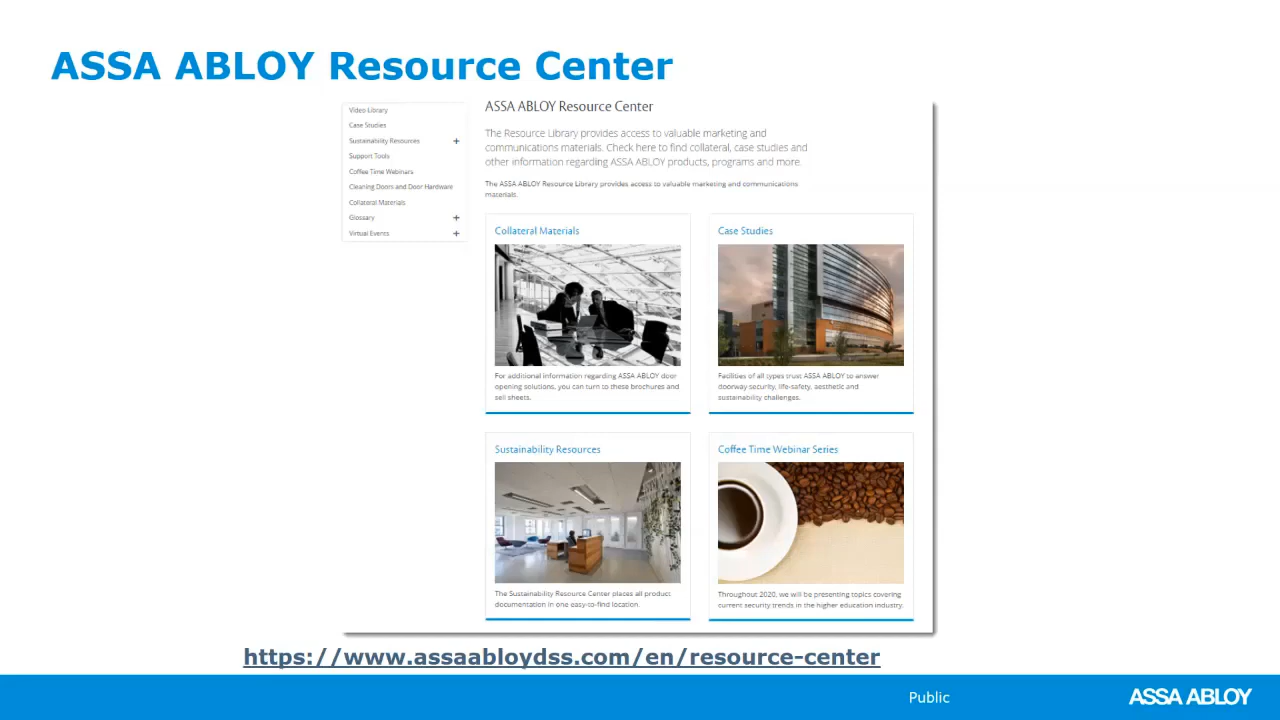 ASSA ABLOY Resource Center
Video Library
Case Studies
Sustainability Resources +
Support Tools
Coffee Time Webinars
Cleaning Doors and Door Hardware
Collateral Materials
Glossary +
Virtual Events +
ASSA ABLOY Resource Center
The Resource Library provides access to valuable marketing and
communications materials. Check here to find collateral, case studies and
other information regarding ASSA ABLOY products, programs and more.
The ASSA ABLOY Resource Library provides access to valuable marketing and communications
materials.
Collateral Materials
For additional information regarding ASSA ABLOY door
opening solutions, you can turn to these brochures and
sell sheets.
Case Studies
Facilities of all types trust ASSA ABLOY to answer
doorway security, life-safety, aesthetic and
sustainability challenges.
Sustainability Resources
The Sustainability Resource Center places all product
documentation in one easy-to-find location.
Coffee Time Webinar Series
Throughout 2020, we will be presenting topics covering
current security trends in the higher education industry.
https://www.assaabloydss.com/en/resource-center
Public
ASSA ABLOY